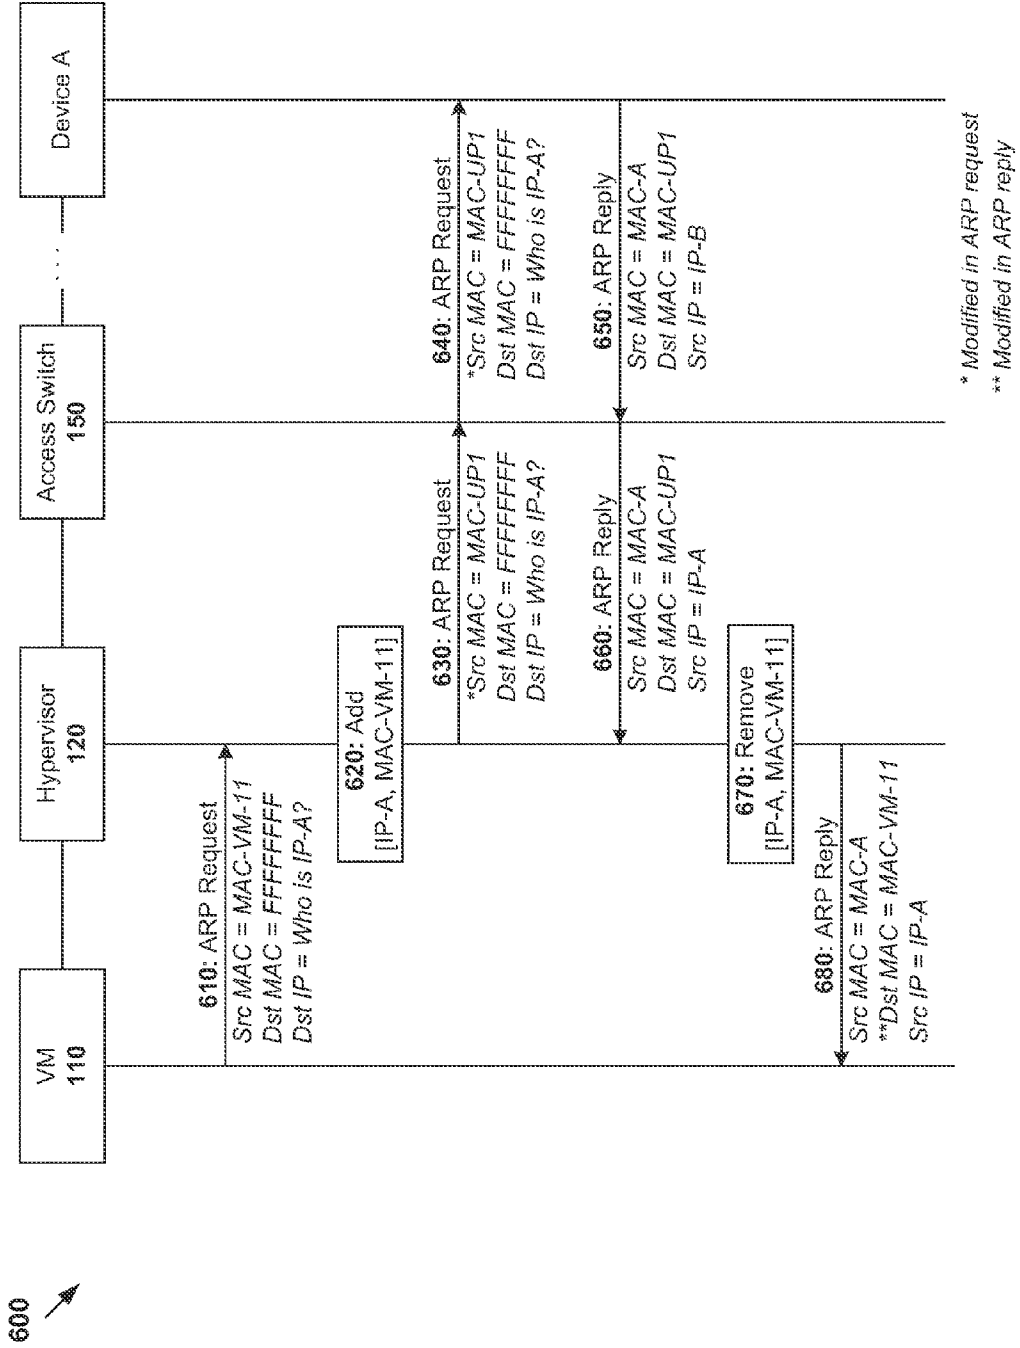 600
VM
110
Hypervisor
120
Access Switch
150
. . .
Device A
610: ARP Request
Src MAC = MAC-VM-11
Dst MAC = FFFFFFFF
Dst IP = Who is IP-A?
620: Add
[IP-A, MAC-VM-11]
630: ARP Request
*Src MAC = MAC-UP1
Dst MAC = FFFFFFFF
Dst IP = Who is IP-A?
640: ARP Request
*Src MAC = MAC-UP1
Dst MAC = FFFFFFFF
Dst IP = Who is IP-A?
650: ARP Reply
Src MAC = MAC-A
Dst MAC = MAC-UP1
Src IP = IP-B
660: ARP Reply
Src MAC = MAC-A
Dst MAC = MAC-UP1
Src IP = IP-A
670: Remove
[IP-A, MAC-VM-11]
680: ARP Reply
Src MAC = MAC-A
**Dst MAC = MAC-VM-11
Src IP = IP-A
* Modified in ARP request
** Modified in ARP reply